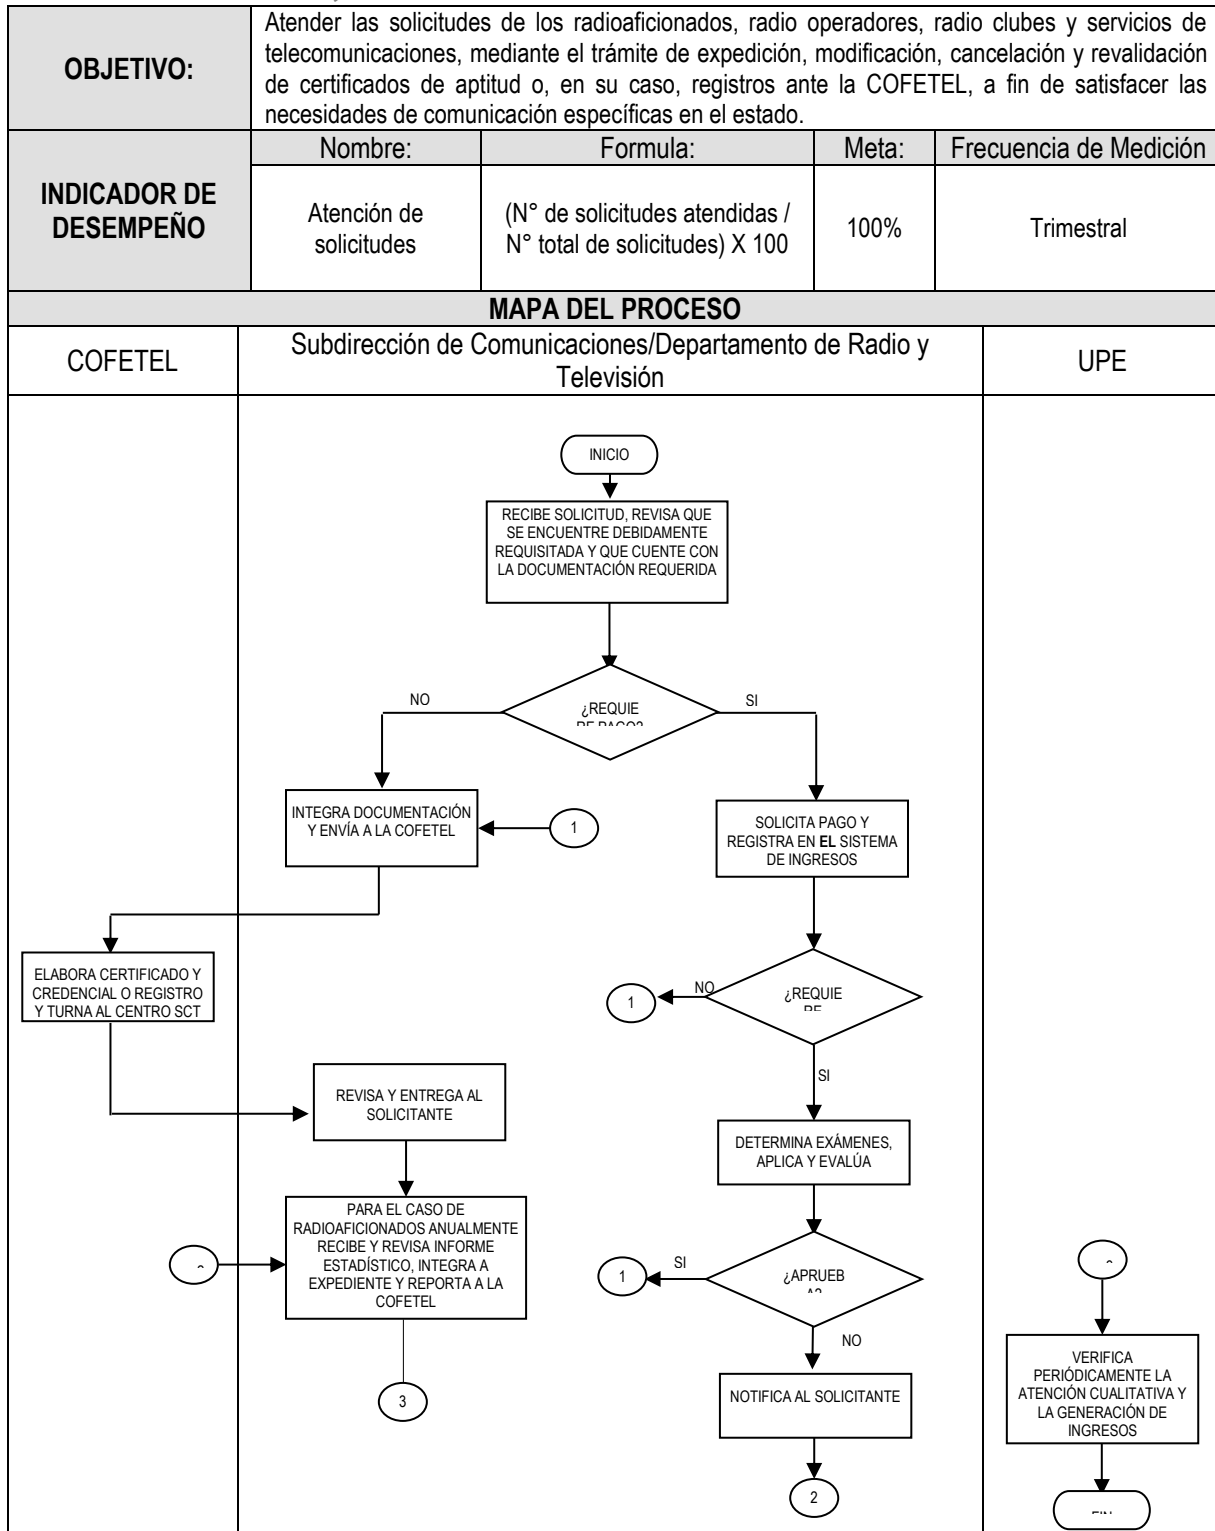 OBJETIVO:
Atender las solicitudes de los radioaficionados, radio operadores, radio clubes y servicios de
telecomunicaciones, mediante el trámite de expedición, modificación, cancelación y revalidación
de certificados de aptitud o, en su caso, registros ante la COFETEL, a fin de satisfacer las
necesidades de comunicación específicas en el estado.
INDICADOR DE
DESEMPEÑO
Nombre:
Formula:
Meta:
Frecuencia de Medición
Atención de
solicitudes
(N° de solicitudes atendidas /
N° total de solicitudes) X 100
100%
Trimestral
MAPA DEL PROCESO
COFETEL
Subdirección de Comunicaciones/Departamento de Radio y
Televisión
UPE
INICIO
RECIBE SOLICITUD, REVISA QUE
SE ENCUENTRE DEBIDAMENTE
REQUISITADA Y QUE CUENTE CON
LA DOCUMENTACIÓN REQUERIDA
NO
¿REQUIE
RE PAGO?
SI
INTEGRA DOCUMENTACIÓN
Y ENVÍA A LA COFETEL
1
SOLICITA PAGO Y
REGISTRA EN EL SISTEMA
DE INGRESOS
ELABORA CERTIFICADO Y
CREDENCIAL O REGISTRO
Y TURNA AL CENTRO SCT
1
NO
¿REQUIE
RE
SI
REVISA Y ENTREGA AL
SOLICITANTE
DETERMINA EXÁMENES,
APLICA Y EVALÚA
PARA EL CASO DE
RADIOAFICIONADOS ANUALMENTE
RECIBE Y REVISA INFORME
ESTADÍSTICO, INTEGRA A
EXPEDIENTE Y REPORTA A LA
COFETEL
1
SI
¿APRUEB
A?
NO
3
NOTIFICA AL SOLICITANTE
2
VERIFICA
PERIÓDICAMENTE LA
ATENCIÓN CUALITATIVA Y
LA GENERACIÓN DE
INGRESOS
FIN